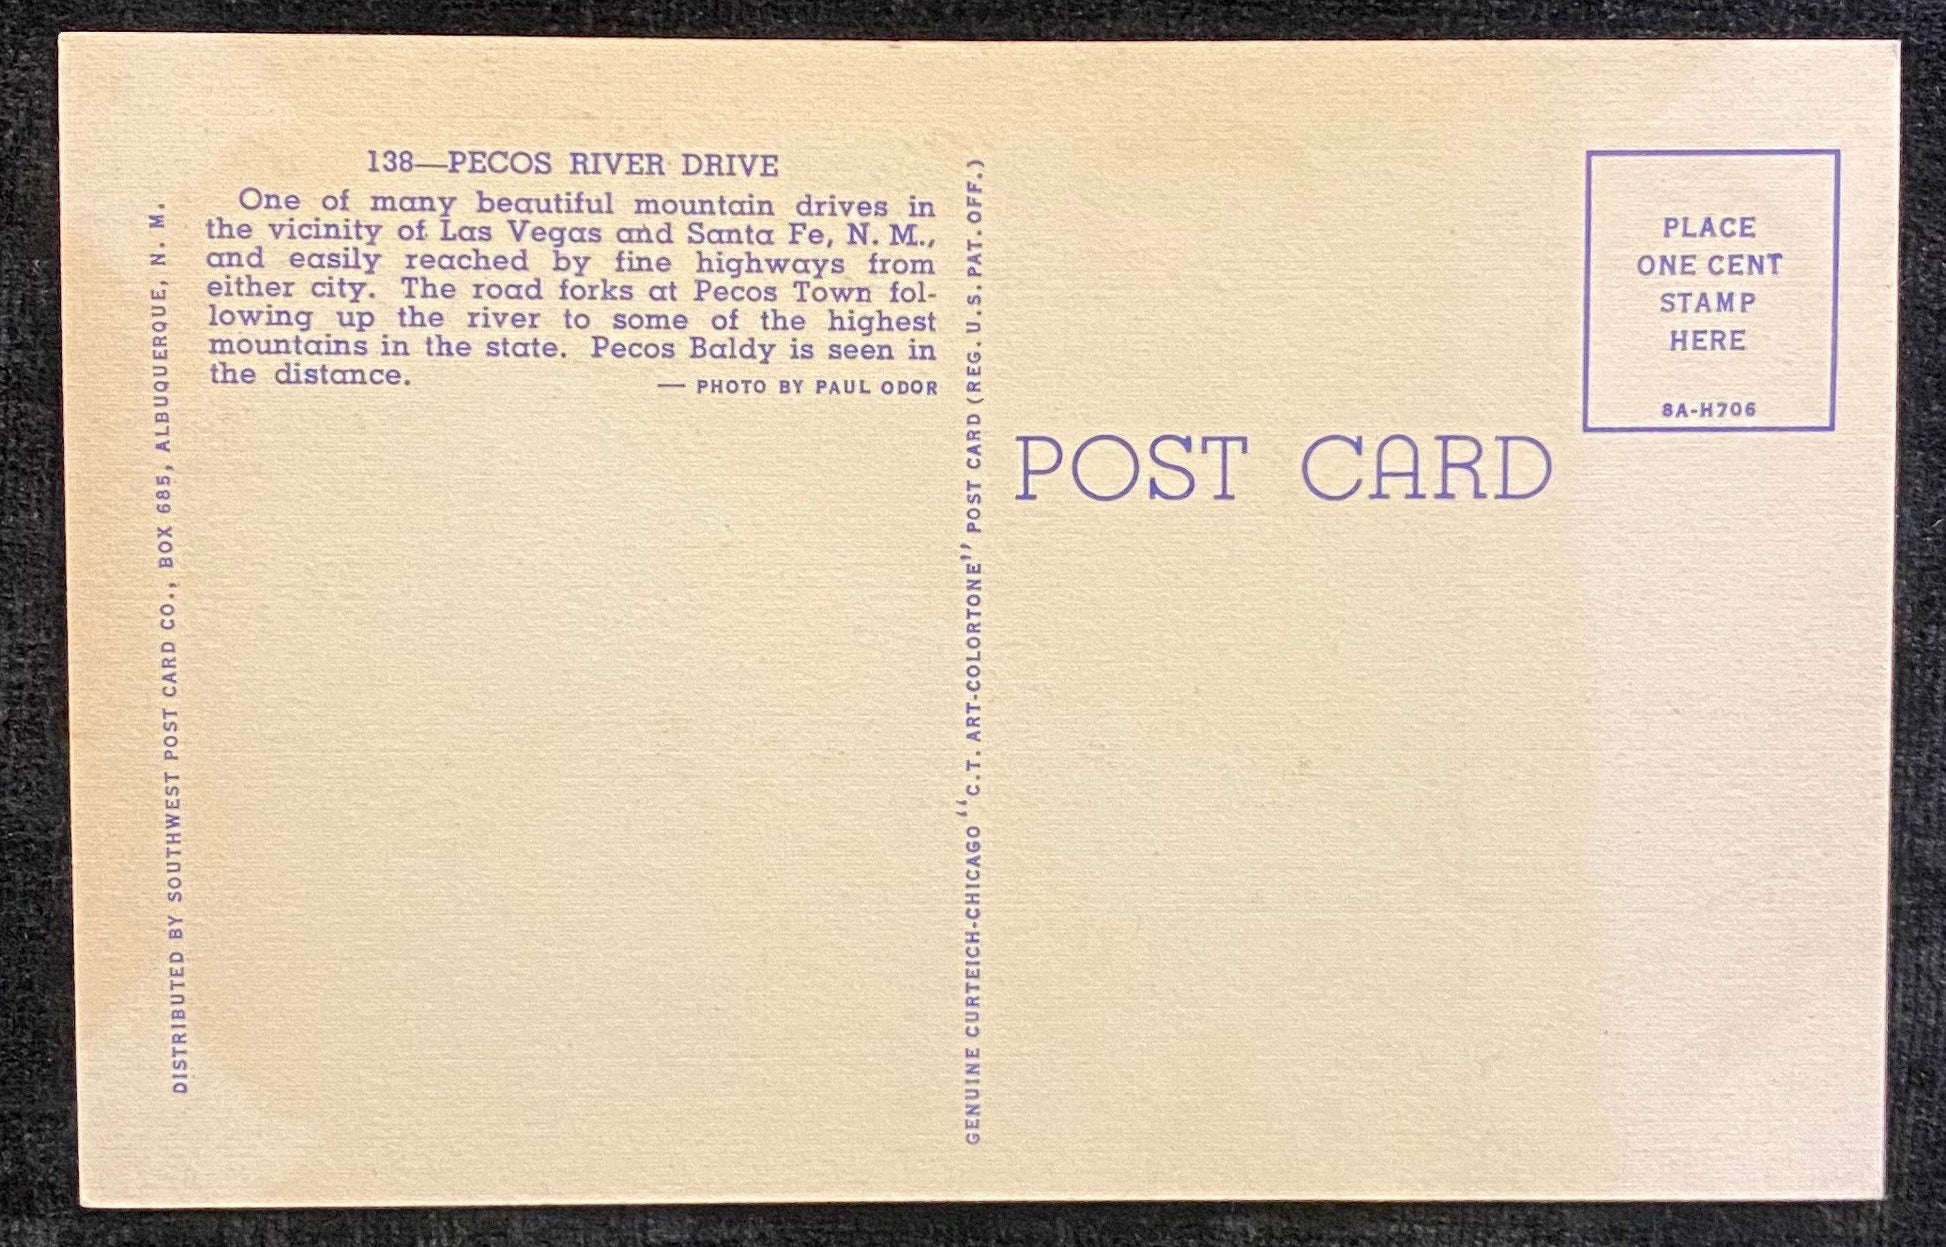 138—PECOS RIVER DRIVE
One of many beautiful mountain drives in
the vicinity of Las Vegas and Santa Fe, N. M.,
and easily reached by fine highways from
either city. The road forks at Pecos Town fol-
lowing up the river to some of the highest
mountains in the state. Pecos Baldy is seen in
the distance.
— PHOTO BY PAUL ODOR
DISTRIBUTED BY SOUTHWEST POST CARD CO., BOX 685, ALBUQUERQUE, N. M.
GENUINE CURTEICH-CHICAGO "C.T. ART-COLORTONE" POST CARD (REG. U.S. PAT. OFF.)
POST CARD
PLACE
ONE CENT
STAMP
HERE
8A-H706